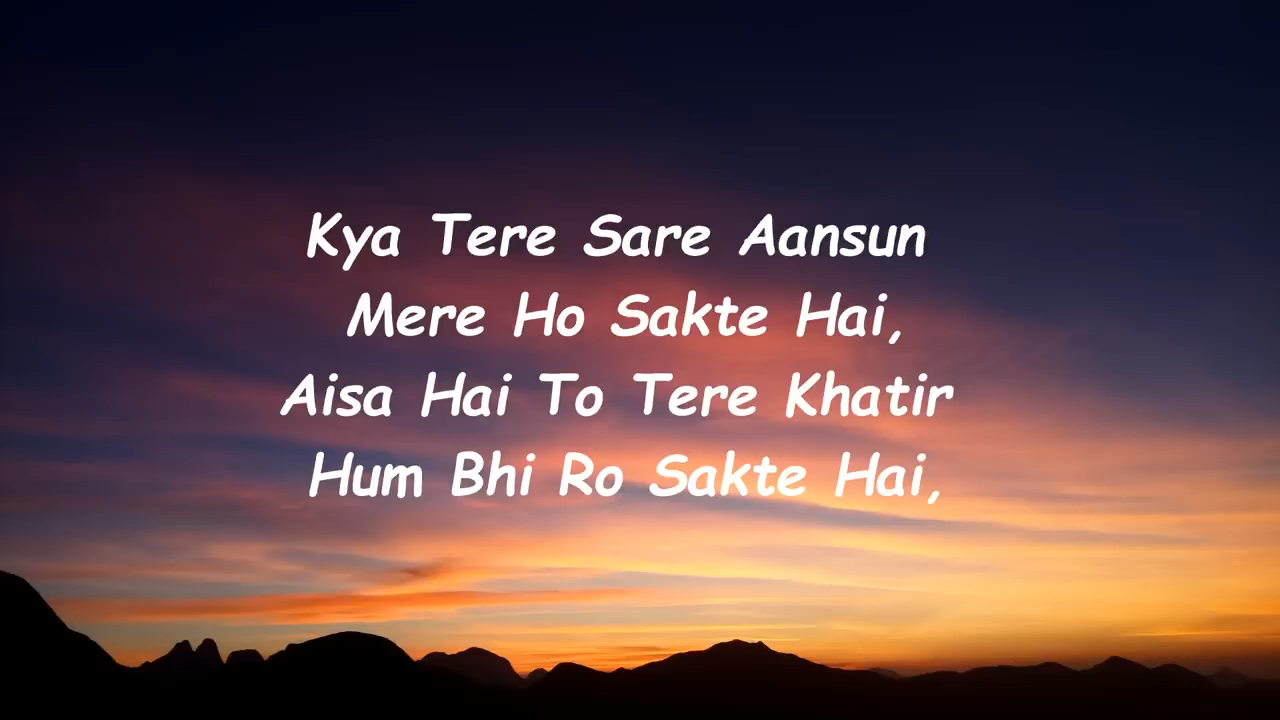 Kya Tere Sare Aansun
Mere Ho Sakte Hai,
Aisa Hai To Tere Khatir
Hum Bhi Ro Sakte Hai,